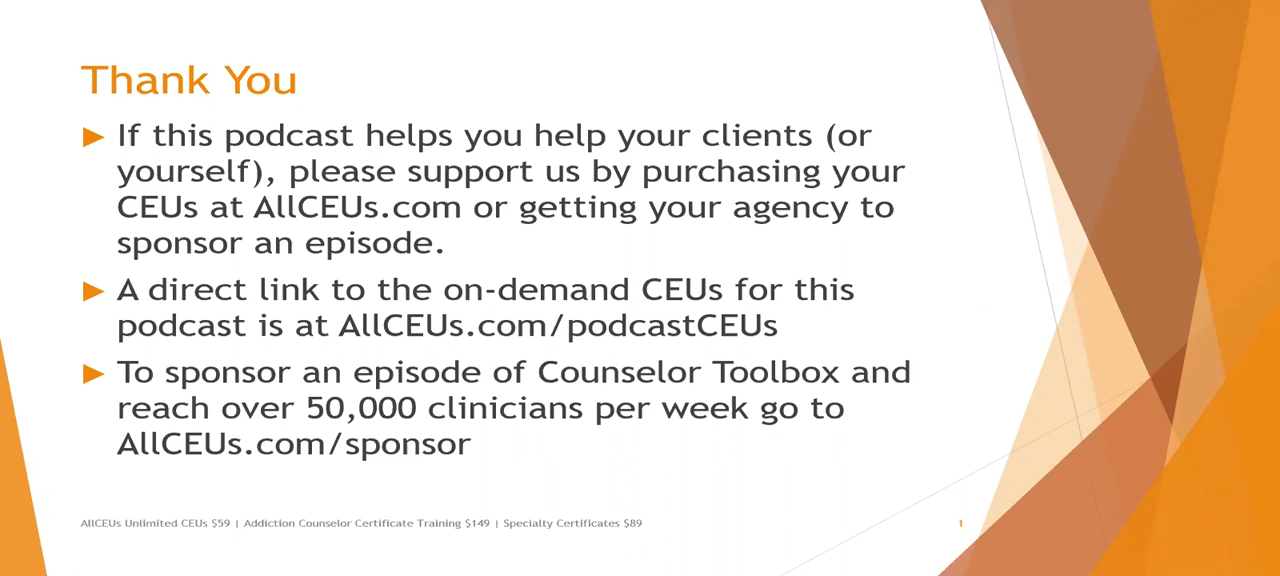 Thank You
If this podcast helps you help your clients (or
yourself), please support us by purchasing your
CEUs at AllCEUs.com or getting your agency to
sponsor an episode.
A direct link to the on-demand CEUs for this
podcast is at AllCEUs.com/podcastCEUs
To sponsor an episode of Counselor Toolbox and
reach over 50,000 clinicians per week go to
AllCEUs.com/sponsor
AllCEUs Unlimited CEUs $59 | Addiction Counselor Certificate Training $149 | Specialty Certificates $89
1